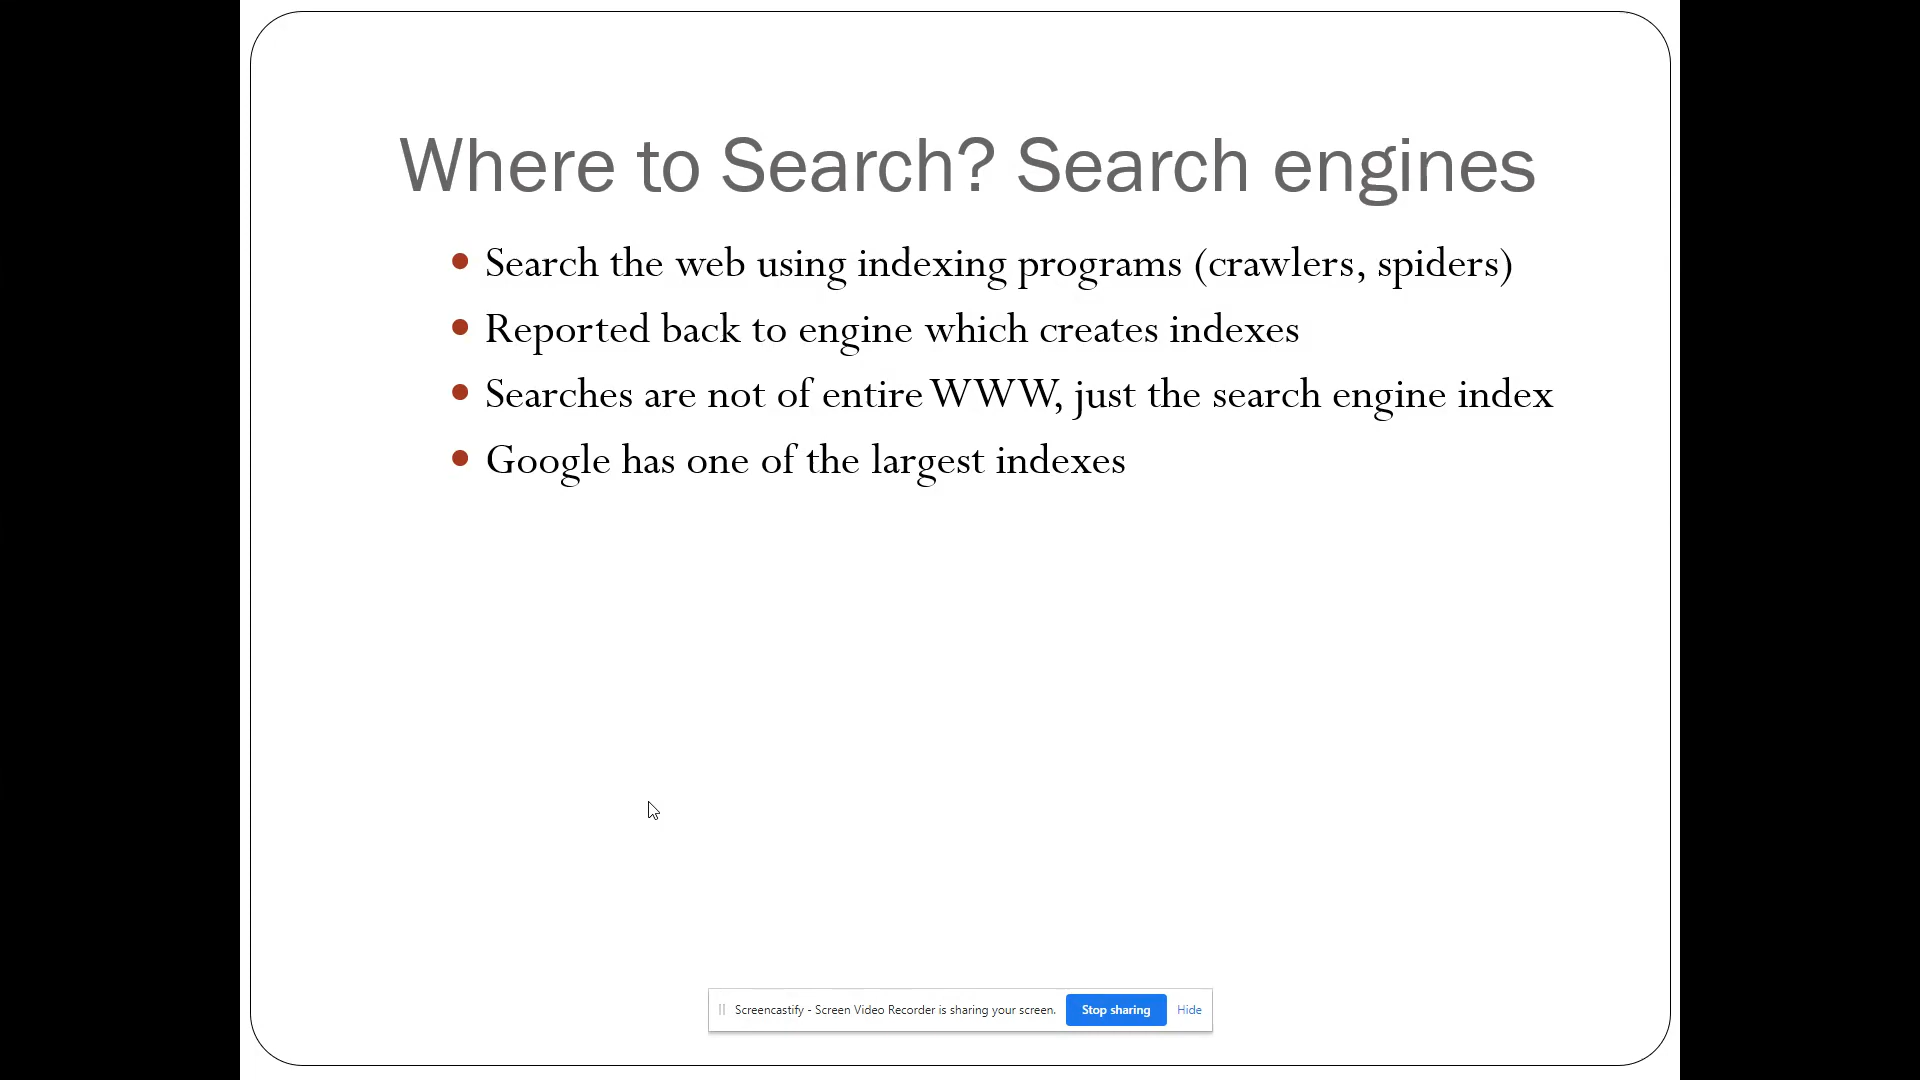 Where to Search? Search engines
Search the web using indexing programs (crawlers, spiders)
Reported back to engine which creates indexes
Searches are not of entire WWW, just the search engine index
Google has one of the largest indexes
Screencastify - Screen Video Recorder is sharing your screen. Stop sharing Hide